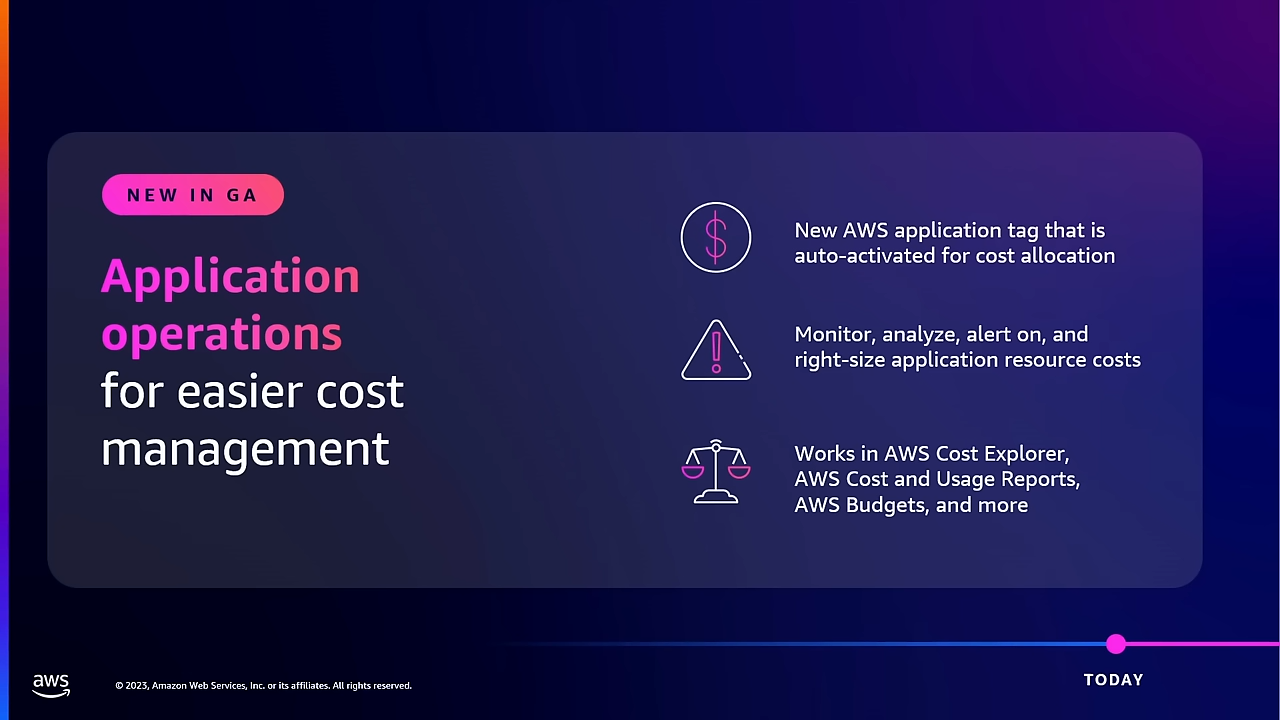 NEW IN GA
Application
operations
for easier cost
management
New AWS application tag that is
auto-activated for cost allocation
Monitor, analyze, alert on, and
right-size application resource costs
Works in AWS Cost Explorer,
AWS Cost and Usage Reports,
AWS Budgets, and more
TODAY
aws
© 2023, Amazon Web Services, Inc. or its affiliates. All rights reserved.